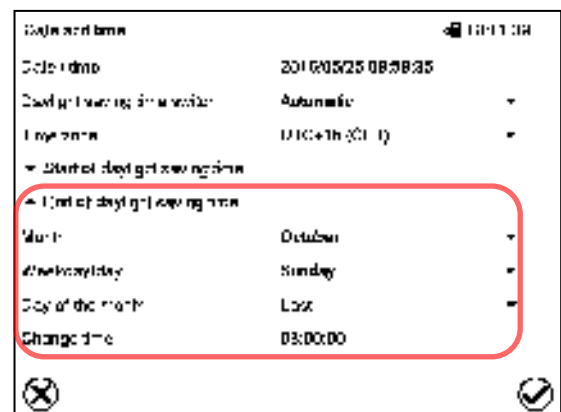 Date and time
Date / time 2015/05/25 08:58:35
Daylight saving time switch Automatic
Time zone UTC+1h (CET)
Start of daylight saving time
End of daylight saving time
Month October
Weekday/day Sunday
Day of the month Last
Change time 03:00:00